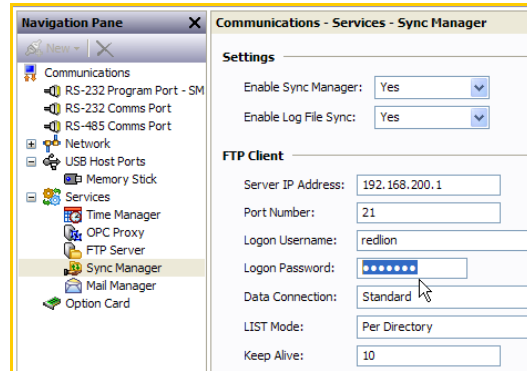 Navigation Pane X
New
Communications
RS-232 Program Port - SM
RS-232 Comms Port
RS-485 Comms Port
Network
USB Host Ports
Memory Stick
Services
Time Manager
OPC Proxy
FTP Server
Sync Manager
Mail Manager
Option Card
Communications - Services - Sync Manager
Settings
Enable Sync Manager: Yes
Enable Log File Sync: Yes
FTP Client
Server IP Address: 192.168.200.1
Port Number: 21
Logon Username: redlion
Logon Password: •••••••
Data Connection: Standard
LIST Mode: Per Directory
Keep Alive: 10